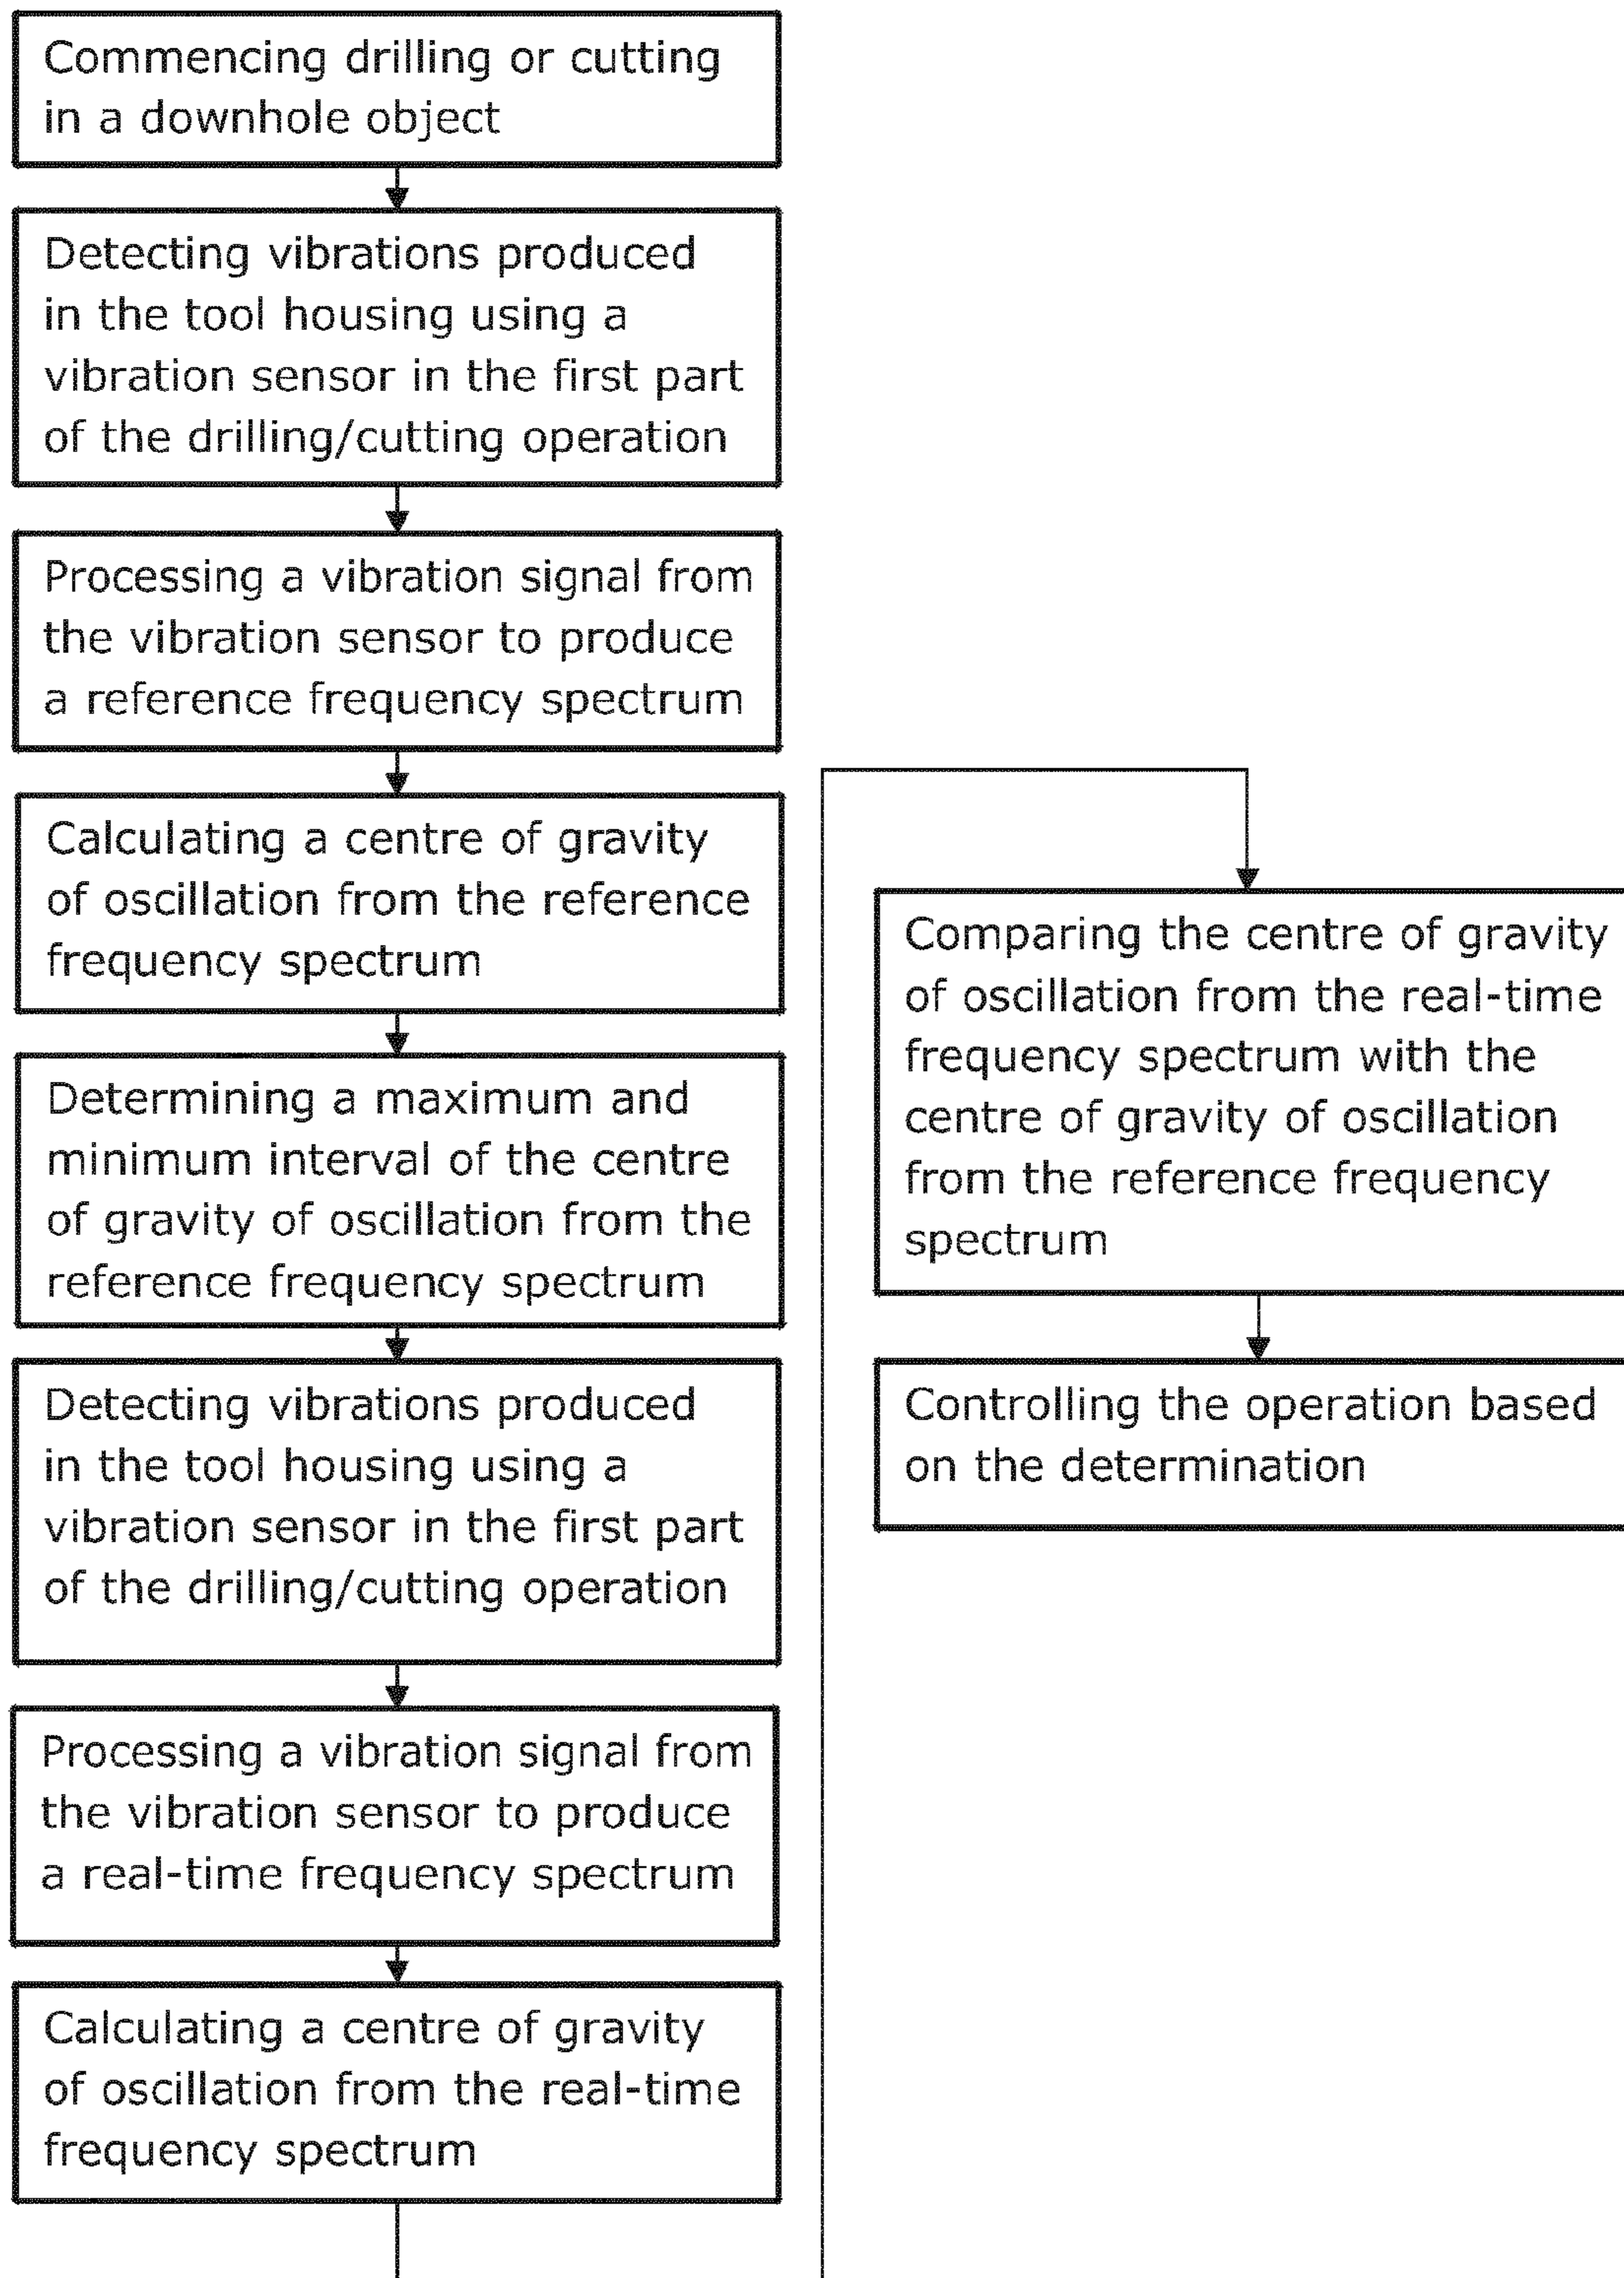 Commencing drilling or cutting
in a downhole object
Detecting vibrations produced
in the tool housing using a
vibration sensor in the first part
of the drilling/cutting operation
Processing a vibration signal from
the vibration sensor to produce
a reference frequency spectrum
Calculating a centre of gravity
of oscillation from the reference
frequency spectrum
Determining a maximum and
minimum interval of the centre
of gravity of oscillation from the
reference frequency spectrum
Detecting vibrations produced
in the tool housing using a
vibration sensor in the first part
of the drilling/cutting operation
Processing a vibration signal from
the vibration sensor to produce
a real-time frequency spectrum
Calculating a centre of gravity
of oscillation from the real-time
frequency spectrum
Comparing the centre of gravity
of oscillation from the real-time
frequency spectrum with the
centre of gravity of oscillation
from the reference frequency
spectrum
Controlling the operation based
on the determination